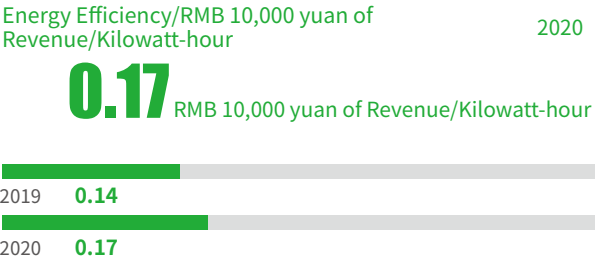 Energy Efficiency/RMB 10,000 yuan of
Revenue/Kilowatt-hour
2020
0.17 RMB 10,000 yuan of Revenue/Kilowatt-hour
2019 0.14
2020 0.17